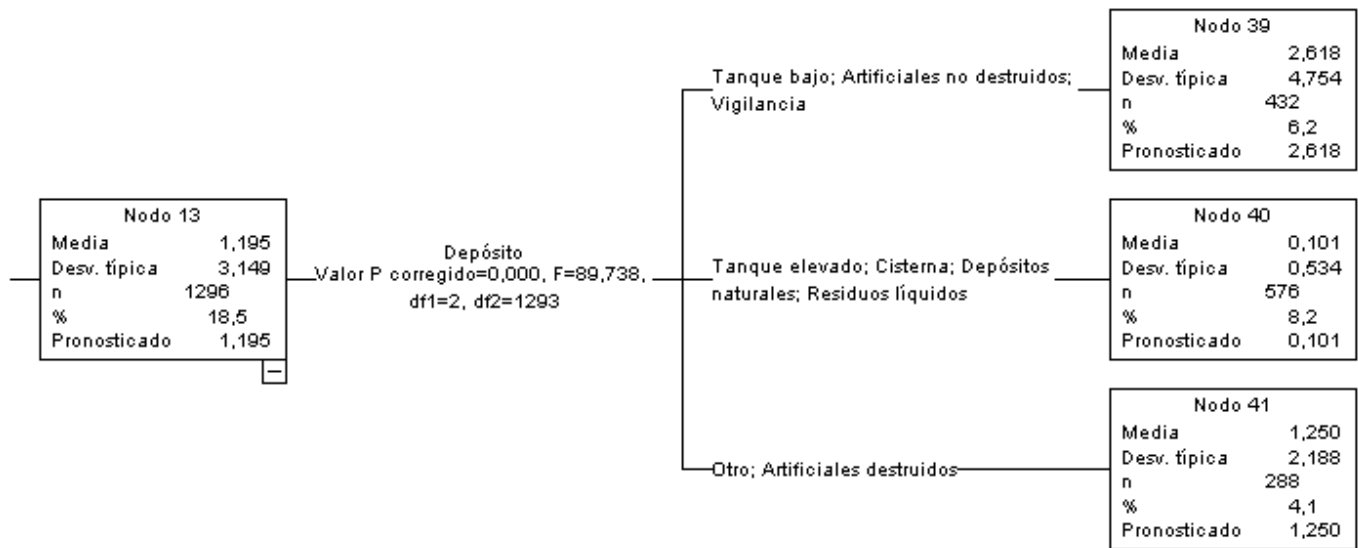 Nodo 13
Media 1,195
Desv. típica 3,149
n 1296
% 18,5
Pronosticado 1,195
Depósito
Valor P corregido=0,000, F=89,738,
df1=2, df2=1293
Tanque bajo; Artificiales no destruidos;
Vigilancia
Nodo 39
Media 2,618
Desv. típica 4,754
n 432
% 6,2
Pronosticado 2,618
Tanque elevado; Cisterna; Depósitos
naturales; Residuos líquidos
Nodo 40
Media 0,101
Desv. típica 0,534
n 576
% 8,2
Pronosticado 0,101
Otro; Artificiales destruidos
Nodo 41
Media 1,250
Desv. típica 2,188
n 288
% 4,1
Pronosticado 1,250